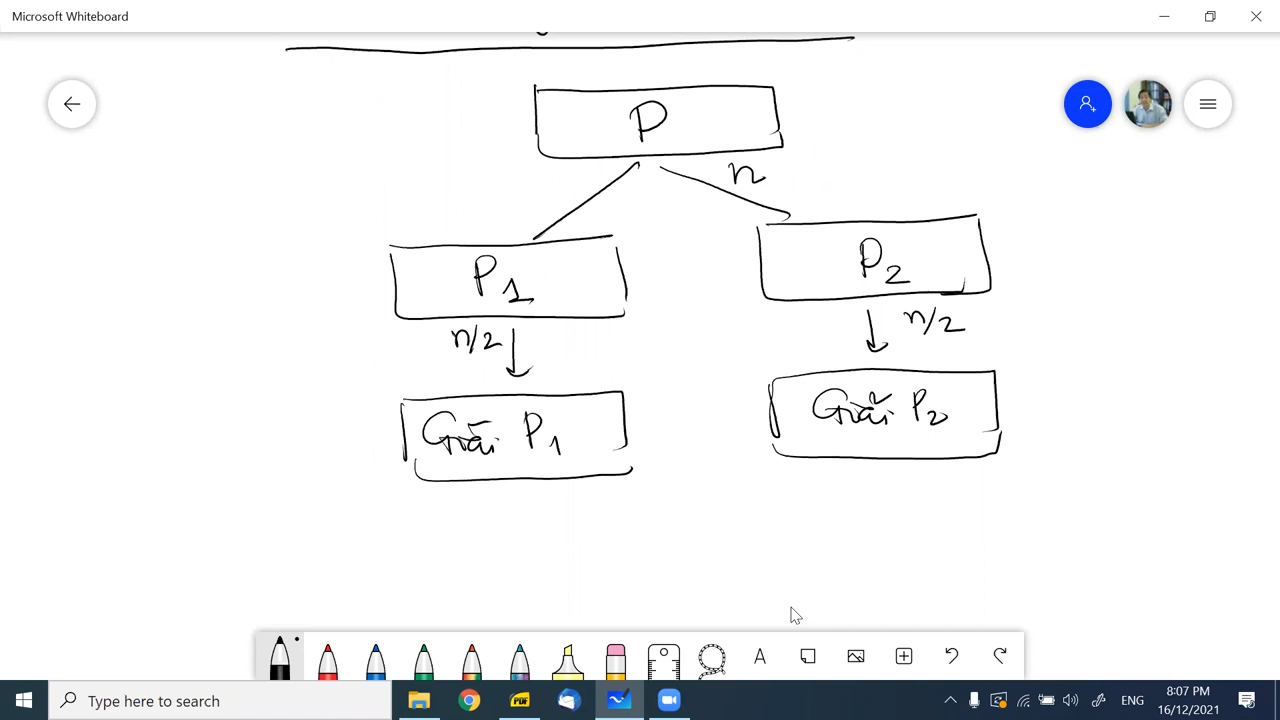 Microsoft Whiteboard
P
n
P1
P2
n/2
n/2
Giải P1
Giải P2
A
Type here to search
PDF
ENG
8:07 PM
16/12/2021